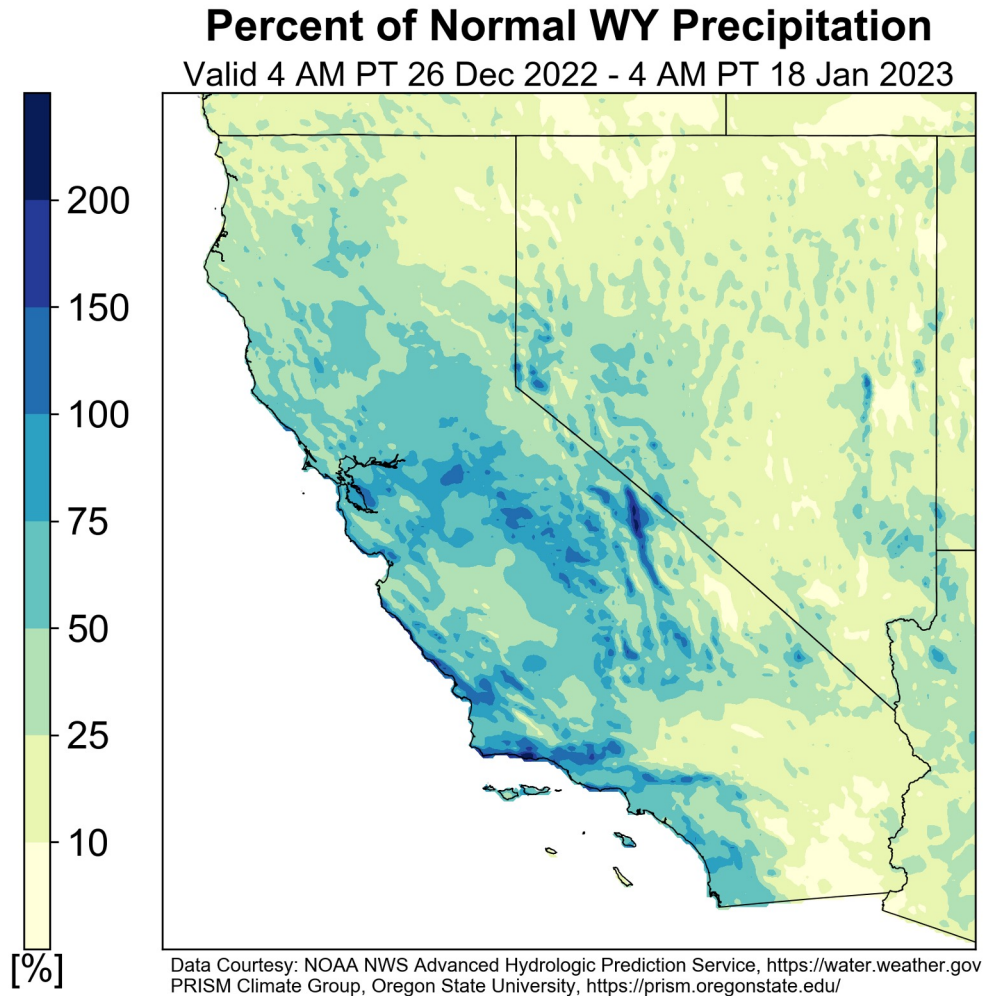 Percent of Normal WY Precipitation
Valid 4 AM PT 26 Dec 2022 - 4 AM PT 18 Jan 2023
200
150
100
75
50
25
10
[%]
Data Courtesy: NOAA NWS Advanced Hydrologic Prediction Service, https://water.weather.gov
PRISM Climate Group, Oregon State University, https://prism.oregonstate.edu/